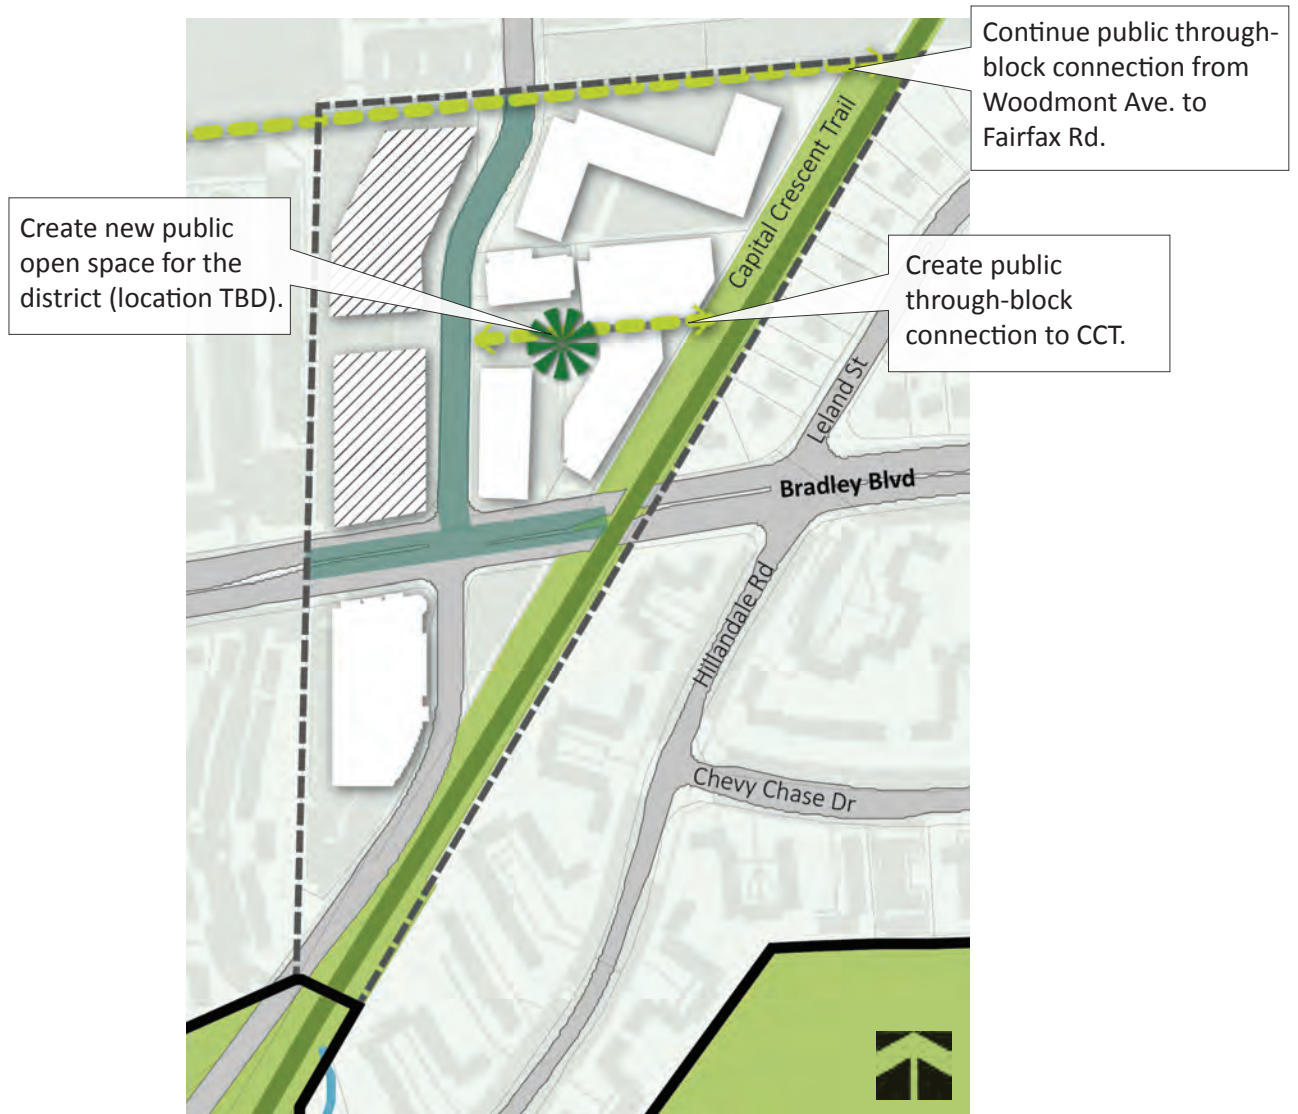 Continue public through-
block connection from
Woodmont Ave. to
Fairfax Rd.
Capital Crescent Trail
Create new public
open space for the
district (location TBD).
Create public
through-block
connection to CCT.
Leland St
Bradley Blvd
Hillandale Rd
Chevy Chase Dr